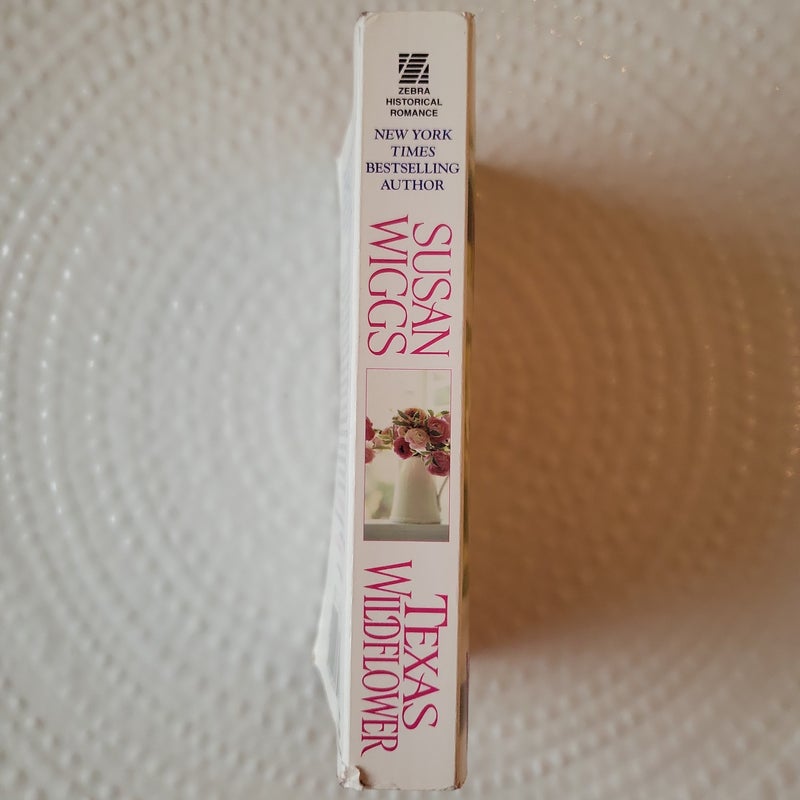 ZEBRA
HISTORICAL
ROMANCE
NEW YORK
TIMES
BESTSELLING
AUTHOR
SUSAN
WIGGS
TEXAS
WILDFLOWER